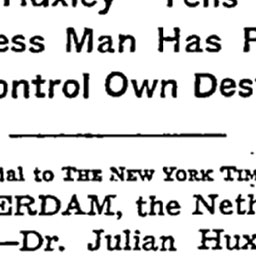 Huxley Tells
ess Man Has
ontrol Own Des
ial to THE NEW YORK TIM
ERDAM, the Neth
—Dr. Julian Hux